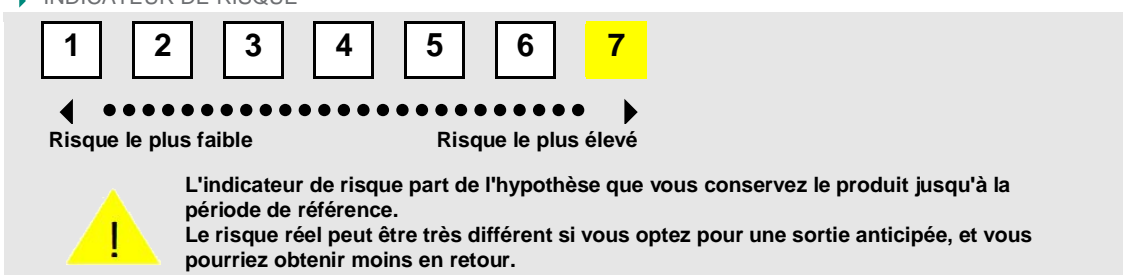 INDICATEUR DE RISQUE
1 2 3 4 5 6 7
Risque le plus faible Risque le plus élevé
L'indicateur de risque part de l'hypothèse que vous conservez le produit jusqu'à la
période de référence.
Le risque réel peut être très différent si vous optez pour une sortie anticipée, et vous
pourriez obtenir moins en retour.
!